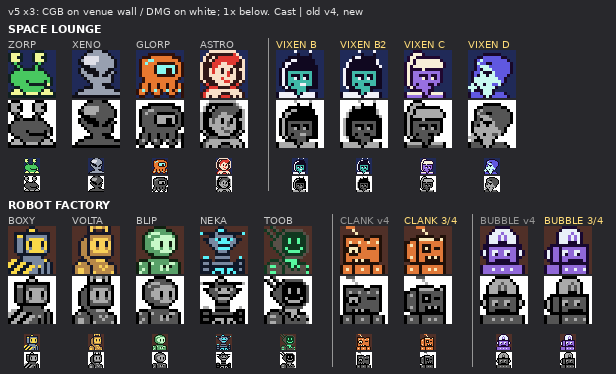 v5 x3: CGB on venue wall / DMG on white; 1x below. Cast | old v4, new
SPACE LOUNGE
ZORP XENO GLORP ASTRO VIXEN B VIXEN B2 VIXEN C VIXEN D
ROBOT FACTORY
BOXY VOLTA BLIP NEKA TOOB CLANK v4 CLANK 3/4 BUBBLE v4 BUBBLE 3/4